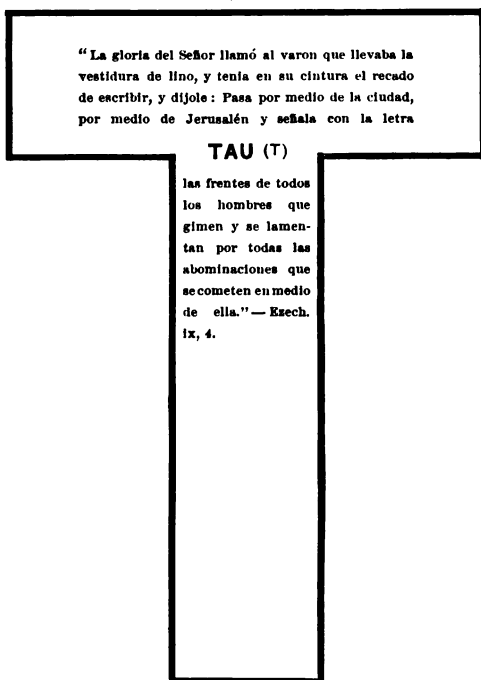 “La gloria del Señor llamó al varon que llevaba la
vestidura de lino, y tenia en su cintura el recado
de escribir, y dijole: Pasa por medio de la ciudad,
por medio de Jerusalén y señala con la letra
TAU (T)
las frentes de todos
los hombres que
gimen y se lamen-
tan por todas las
abominaciones que
se cometen en medio
de ella.”—Ezech.
ix, 4.